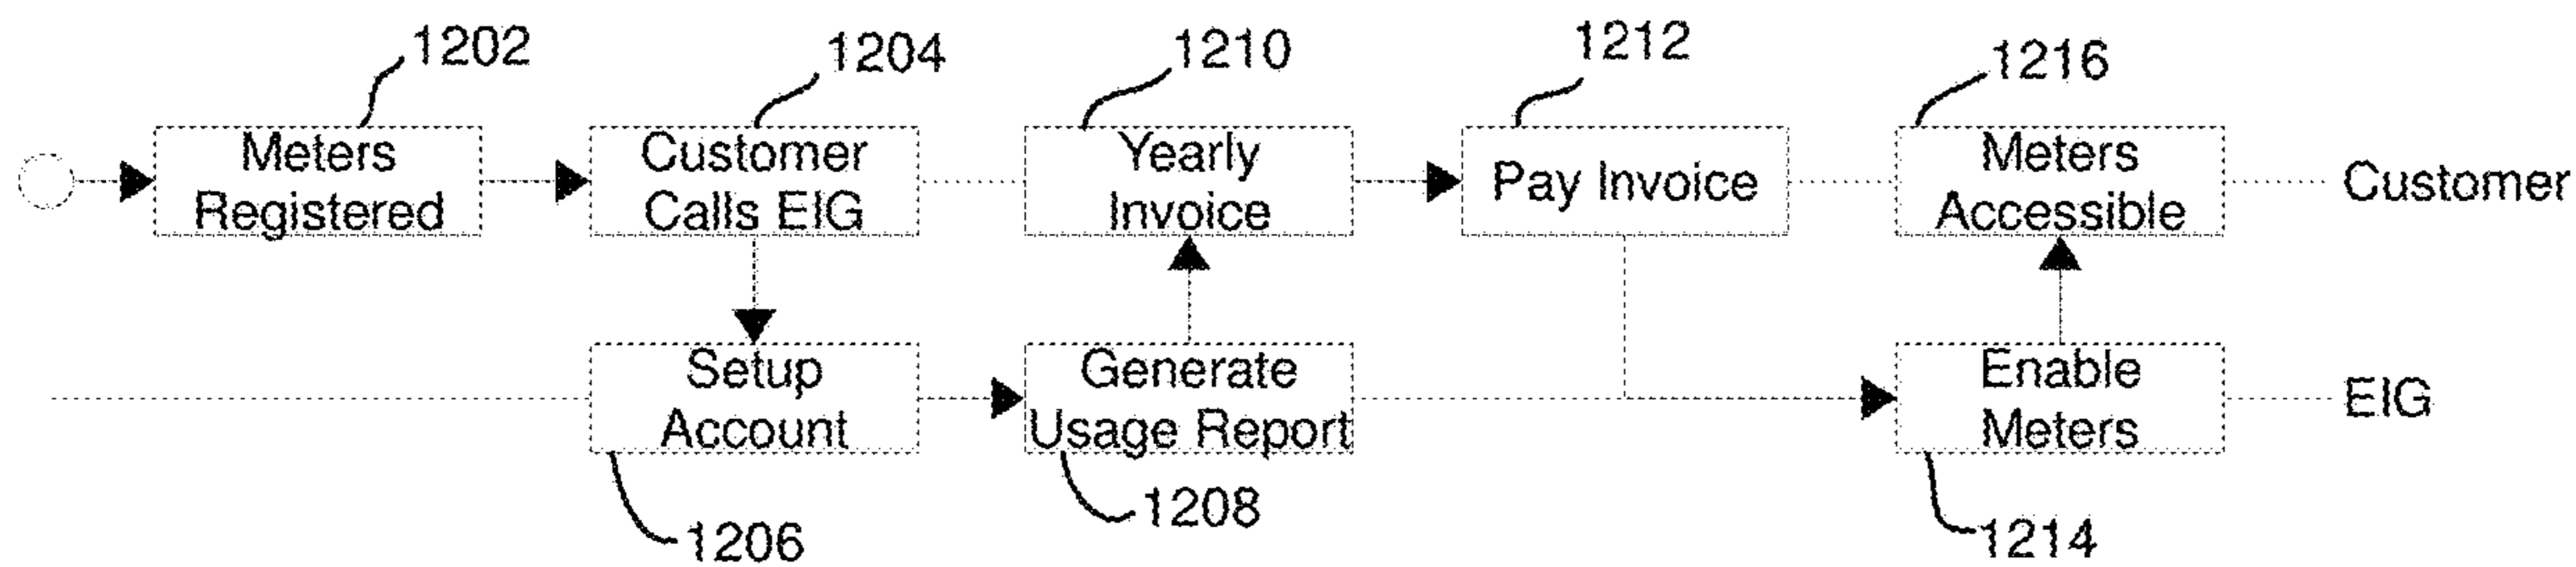 1202
1204
1210
1212
1216
Meters
Registered
Customer
Calls EIG
Yearly
Invoice
Pay Invoice
Meters
Accessible
Customer
Setup
Account
Generate
Usage Report
Enable
Meters
EIG
1206
1208
1214